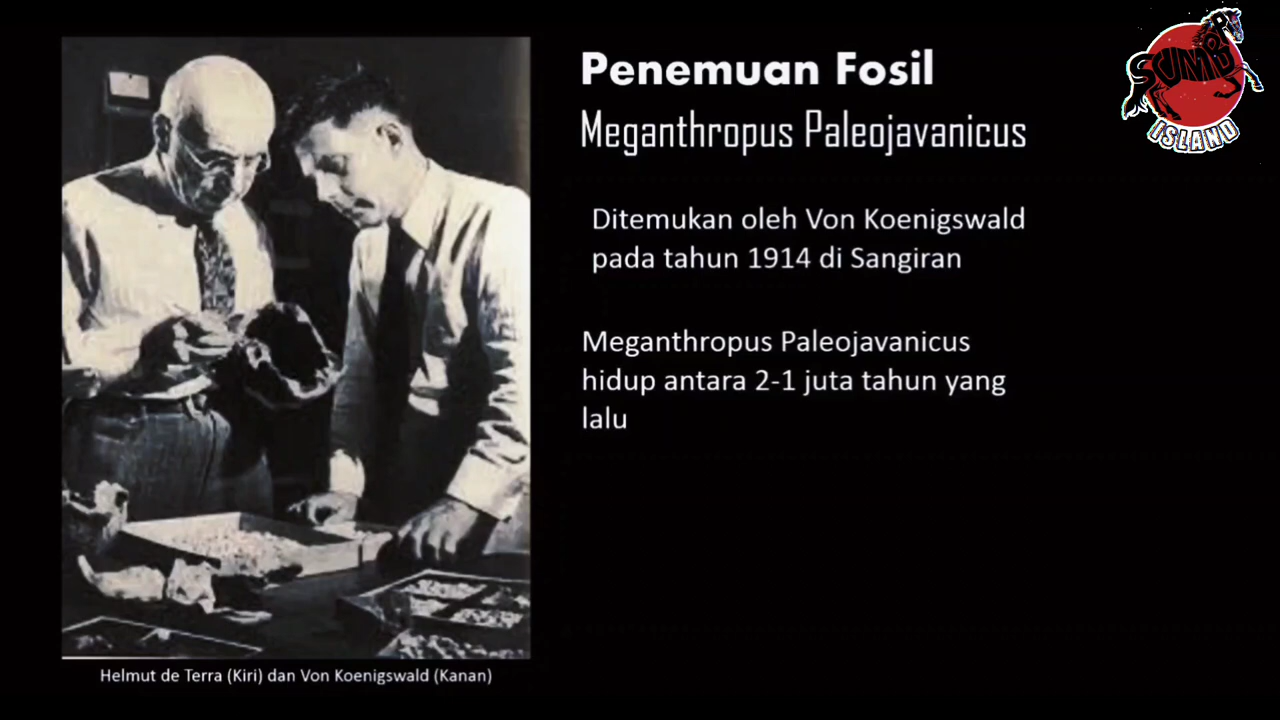 Penemuan Fosil
Meganthropus Paleojavanicus
SUMBA
ISLAND
Ditemukan oleh Von Koenigswald
pada tahun 1914 di Sangiran
Meganthropus Paleojavanicus
hidup antara 2-1 juta tahun yang
lalu
Helmut de Terra (Kiri) dan Von Koenigswald (Kanan)